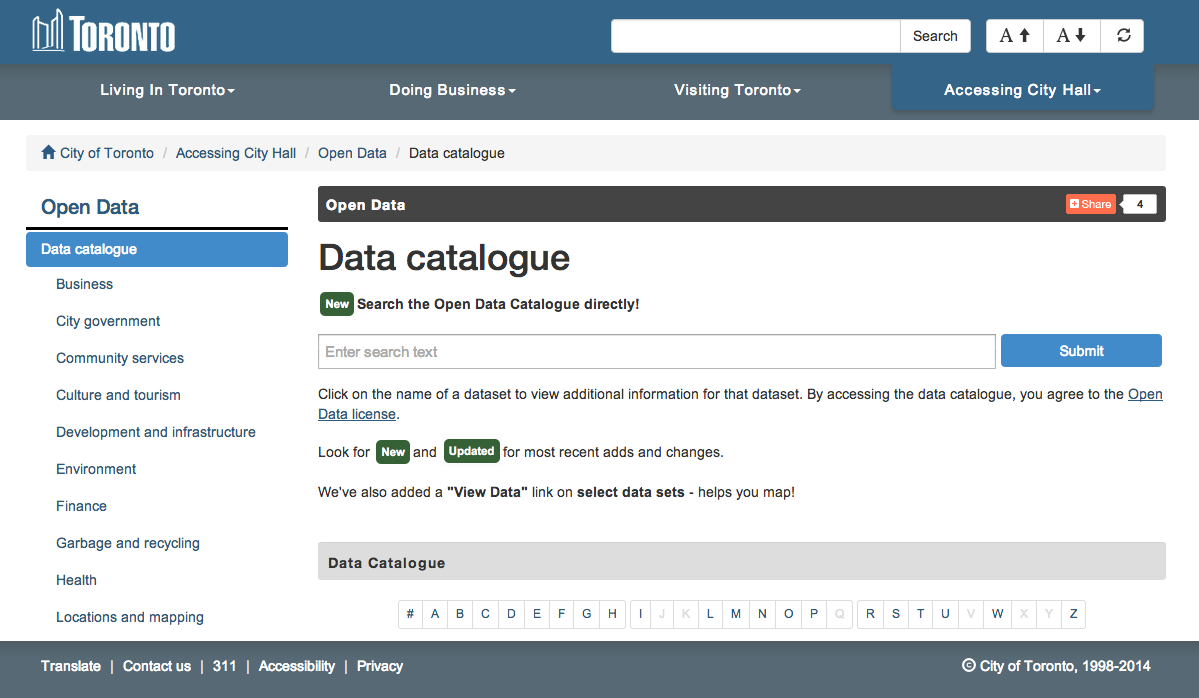 TORONTO
Search
A A
Living In Toronto
Doing Business
Visiting Toronto
Accessing City Hall
City of Toronto / Accessing City Hall / Open Data / Data catalogue
Open Data
Data catalogue
Business
City government
Community services
Culture and tourism
Development and infrastructure
Environment
Finance
Garbage and recycling
Health
Locations and mapping
Open Data
Share 4
Data catalogue
New Search the Open Data Catalogue directly!
Enter search text
Submit
Click on the name of a dataset to view additional information for that dataset. By accessing the data catalogue, you agree to the Open
Data license.
Look for New and Updated for most recent adds and changes.
We've also added a "View Data" link on select data sets - helps you map!
Data Catalogue
# A B C D E F G H I J K L M N O P Q R S T U V W X Y Z
Translate | Contact us | 311 | Accessibility | Privacy
© City of Toronto, 1998-2014